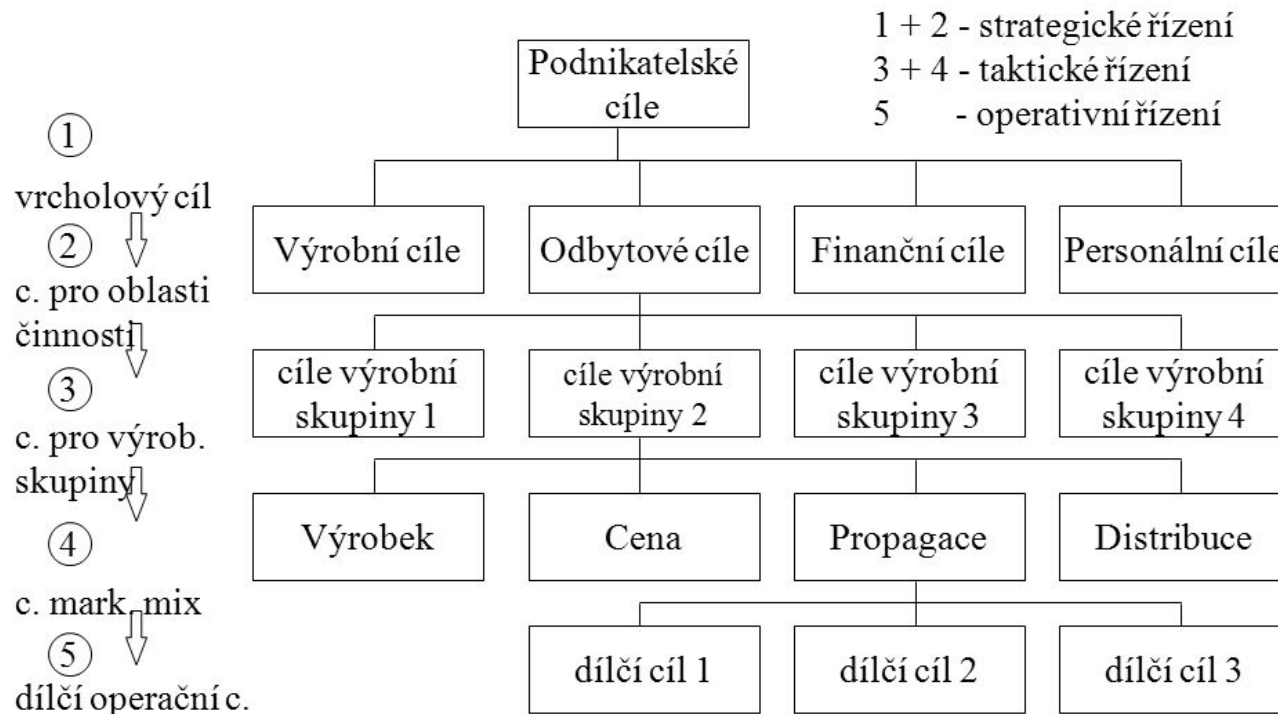 1 + 2 - strategické řízení
3 + 4 - taktické řízení
5 - operativní řízení
Podnikatelské
cíle
1
vrcholový cíl
2
c. pro oblasti
činnosti
3
c. pro výrob.
skupiny
4
c. mark. mix
5
dílčí operační c.
Výrobní cíle
Odbytové cíle
Finanční cíle
Personální cíle
cíle výrobní
skupiny 1
cíle výrobní
skupiny 2
cíle výrobní
skupiny 3
cíle výrobní
skupiny 4
Výrobek
Cena
Propagace
Distribuce
dílčí cíl 1
dílčí cíl 2
dílčí cíl 3